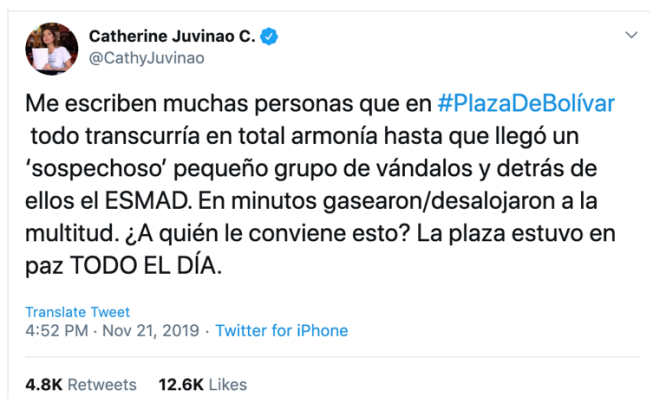 Catherine Juvinao C.
@CathyJuvinao
Me escriben muchas personas que en #PlazaDeBolívar
todo transcurría en total armonía hasta que llegó un
‘sospechoso’ pequeño grupo de vándalos y detrás de
ellos el ESMAD. En minutos gasearon/desalojaron a la
multitud. ¿A quién le conviene esto? La plaza estuvo en
paz TODO EL DÍA.
Translate Tweet
4:52 PM · Nov 21, 2019 · Twitter for iPhone
4.8K Retweets 12.6K Likes